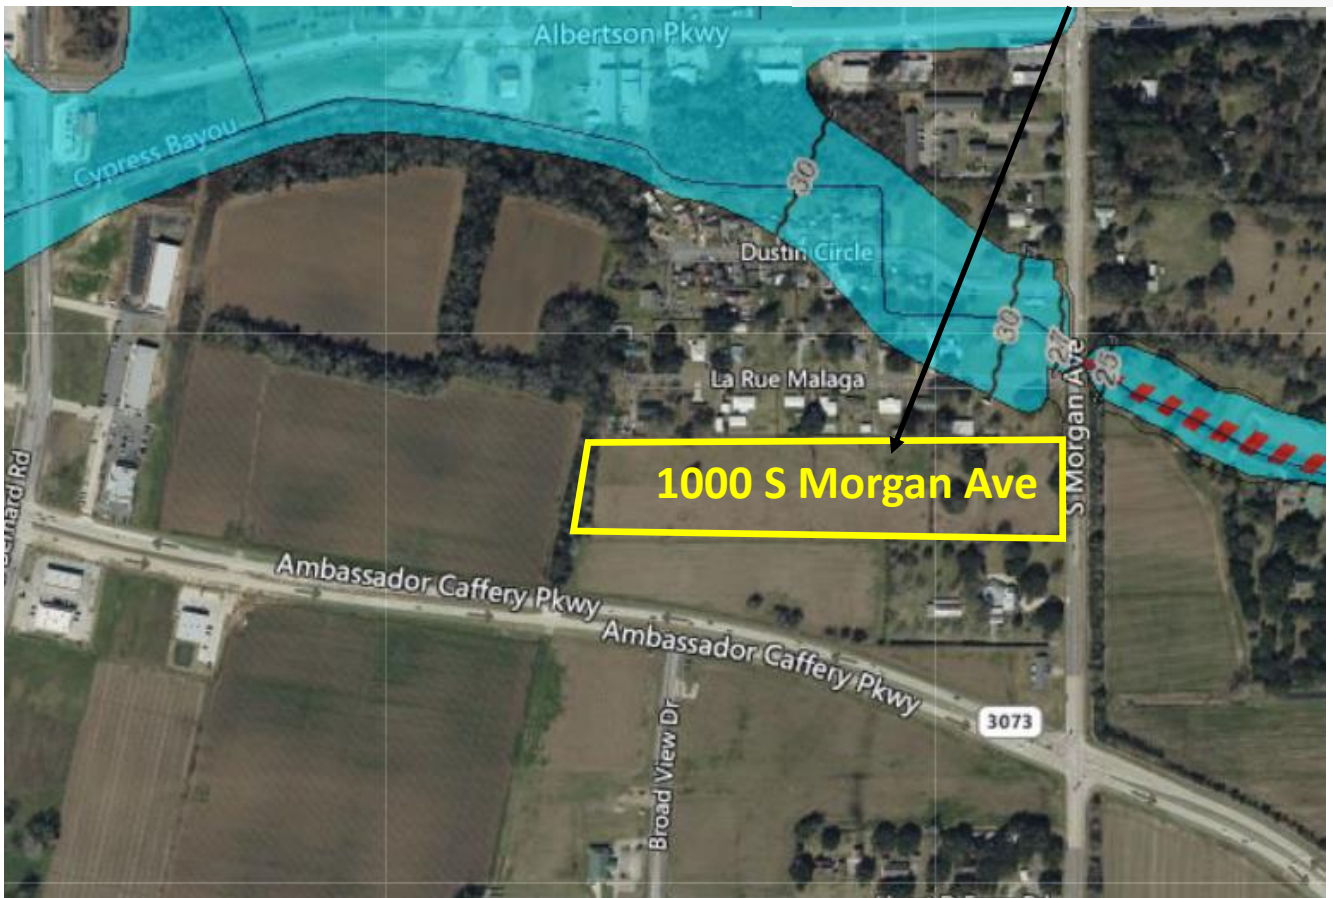 Albertson Pkwy
Cypress Bayou
30
Dustin Circle
30
27
La Rue Malaga
S Morgan Ave
1000 S Morgan Ave
Ambassador Caffery Pkwy
Ambassador Caffery Pkwy
3073
Broad View Dr